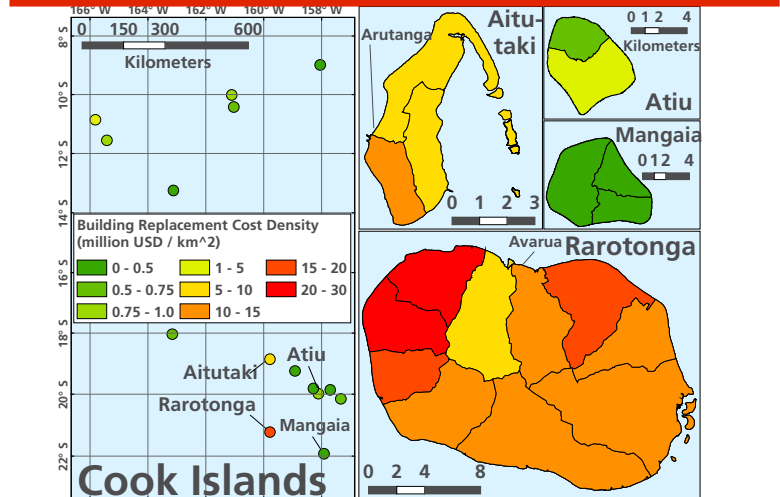 166°W 164°W 162°W 160°W 158°W
8°S
10°S
12°S
14°S
16°S
18°S
20°S
22°S
0 150 300 600
Kilometers
Building Replacement Cost Density
(million USD / km^2)
0 - 0.5
0.5 - 0.75
0.75 - 1.0
1 - 5
5 - 10
10 - 15
15 - 20
20 - 30
Aitutaki
Atiu
Rarotonga
Mangaia
Cook Islands
Aitu-
taki
Arutanga
0 1 2 3
0 1 2 4
Kilometers
Atiu
Mangaia
0 1 2 4
Avarua
Rarotonga
0 2 4 8